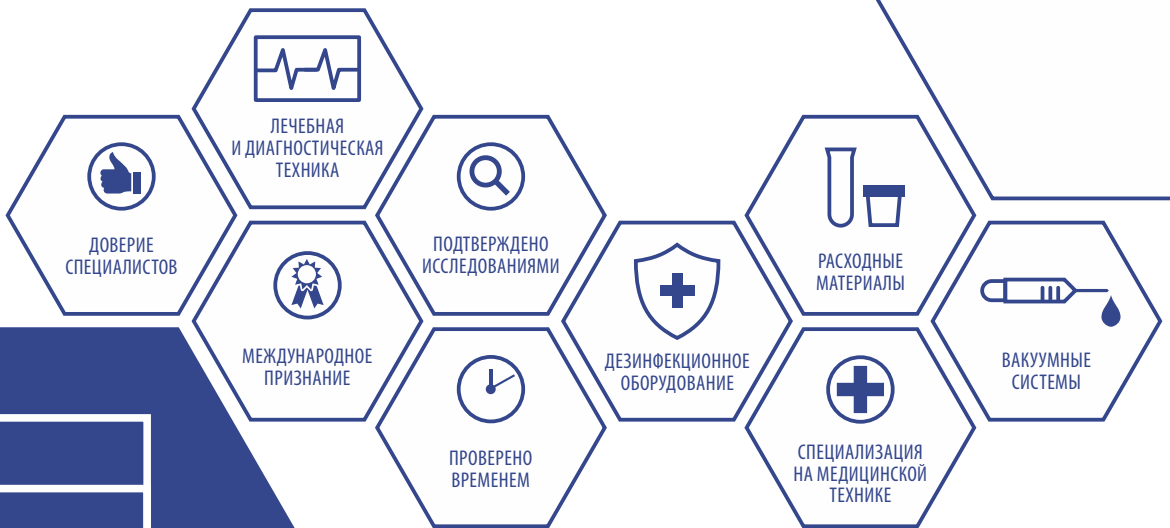 ЛЕЧЕБНАЯ
И ДИАГНОСТИЧЕСКАЯ
ТЕХНИКА
ДОВЕРИЕ
СПЕЦИАЛИСТОВ
ПОДТВЕРЖДЕНО
ИССЛЕДОВАНИЯМИ
РАСХОДНЫЕ
МАТЕРИАЛЫ
МЕЖДУНАРОДНОЕ
ПРИЗНАНИЕ
ДЕЗИНФЕКЦИОННОЕ
ОБОРУДОВАНИЕ
ВАКУУМНЫЕ
СИСТЕМЫ
ПРОВЕРЕНО
ВРЕМЕНЕМ
СПЕЦИАЛИЗАЦИЯ
НА МЕДИЦИНСКОЙ
ТЕХНИКЕ